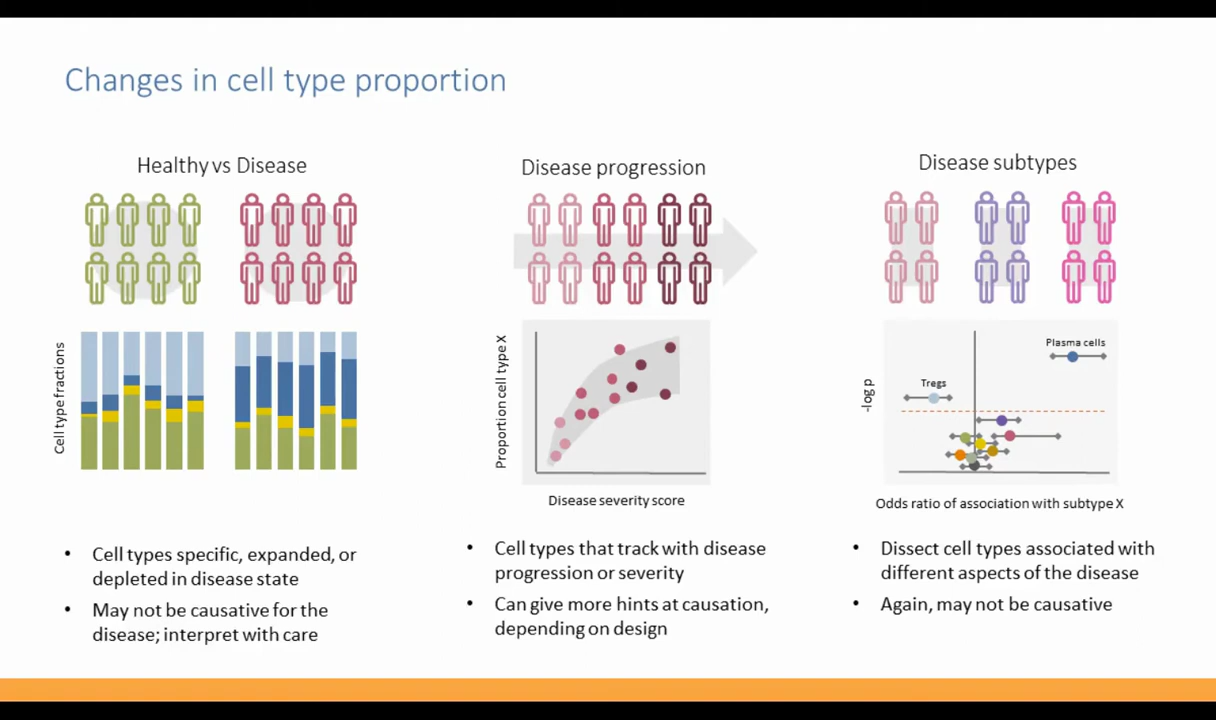 Changes in cell type proportion
Healthy vs Disease
Cell type fractions
• Cell types specific, expanded, or
depleted in disease state
• May not be causative for the
disease; interpret with care
Disease progression
Proportion cell type X
Disease severity score
• Cell types that track with disease
progression or severity
• Can give more hints at causation,
depending on design
Disease subtypes
Plasma cells
Tregs
-log p
Odds ratio of association with subtype X
• Dissect cell types associated with
different aspects of the disease
• Again, may not be causative